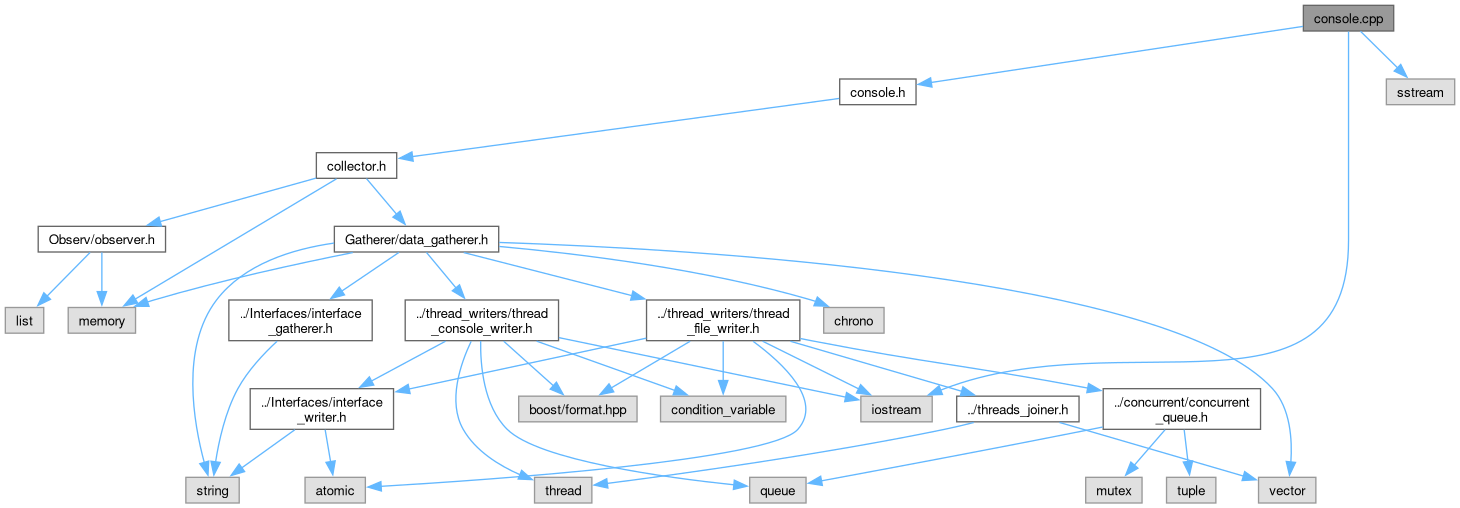 console.cpp
console.h
sstream
collector.h
Observ/observer.h
Gatherer/data_gatherer.h
list
memory
../Interfaces/interface
_gatherer.h
../thread_writers/thread
_console_writer.h
../thread_writers/thread
_file_writer.h
chrono
../Interfaces/interface
_writer.h
boost/format.hpp
condition_variable
iostream
../threads_joiner.h
../concurrent/concurrent
_queue.h
string
atomic
thread
queue
mutex
tuple
vector